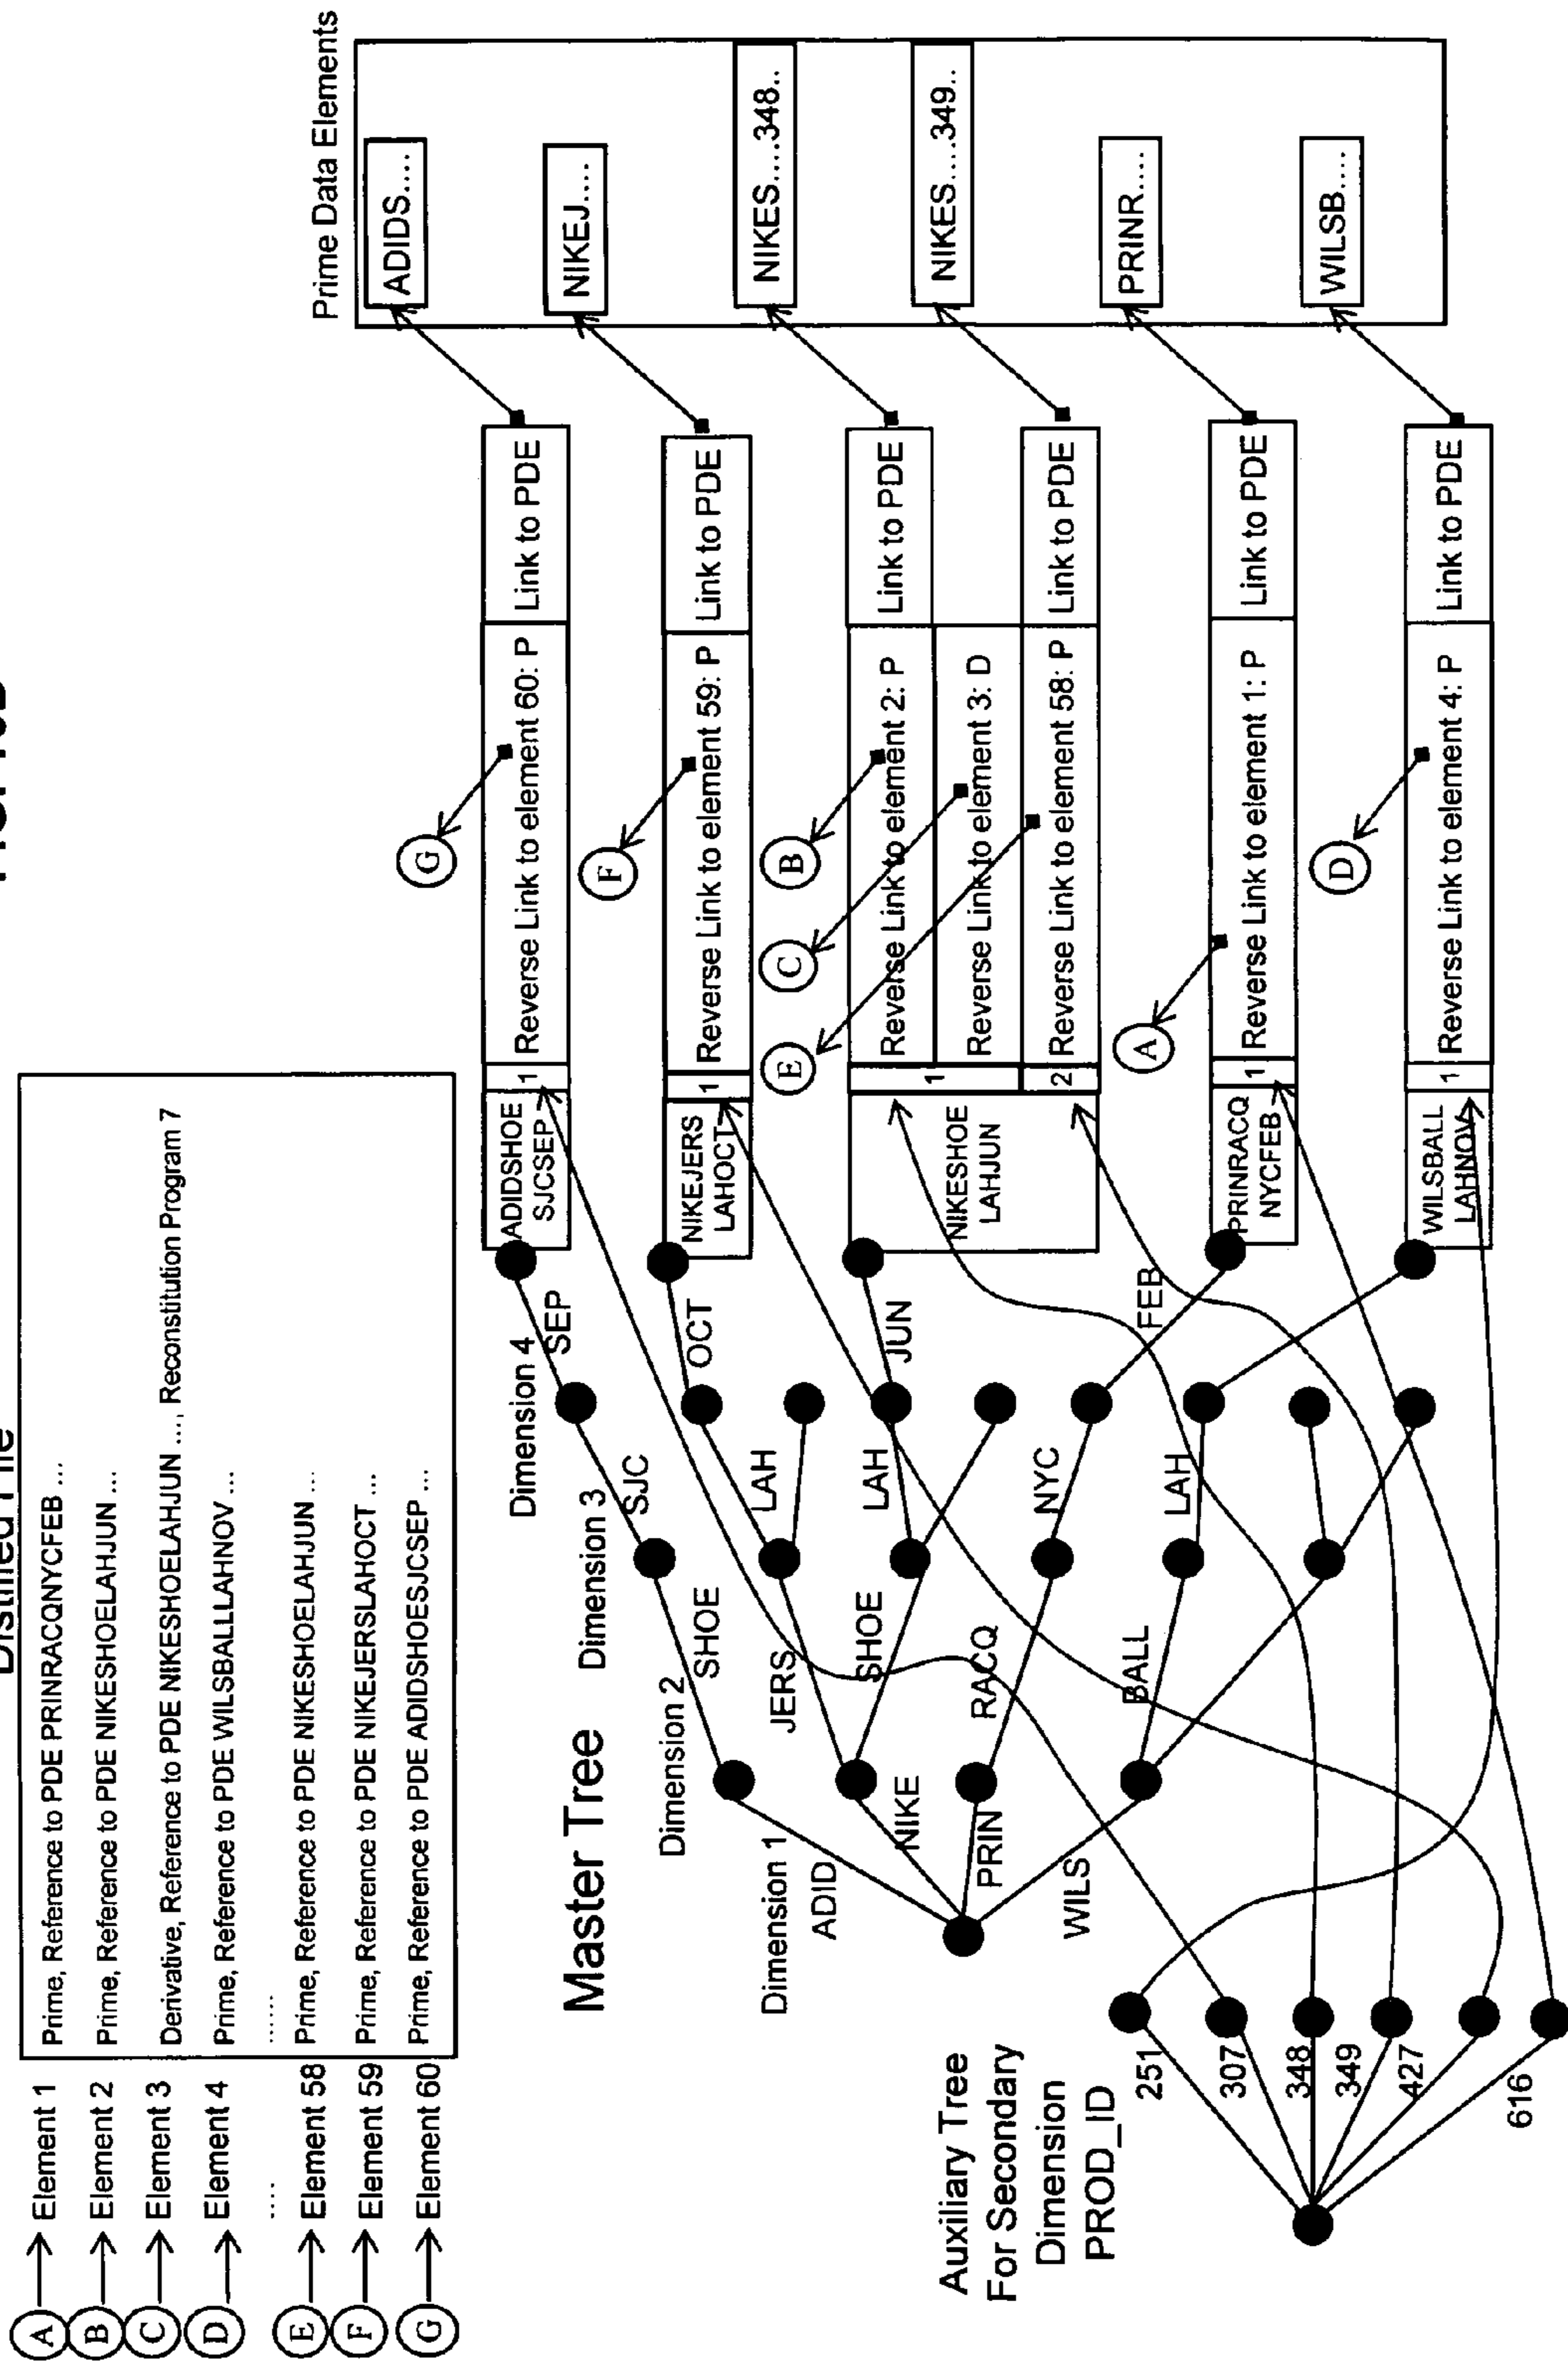 A Element 1 Prime, Reference to PDE PRINRACQNYCFEB ...
B Element 2 Prime, Reference to PDE NIKESHOELAHJUN ...
C Element 3 Derivative, Reference to PDE NIKESHOELAHJUN ...., Reconstitution Program 7
D Element 4 Prime, Reference to PDE WILSBALLLAHNOV ...
.... ......
E Element 58 Prime, Reference to PDE NIKESHOELAHJUN ...
F Element 59 Prime, Reference to PDE NIKEJERSLAHOCT ...
G Element 60 Prime, Reference to PDE ADIDSHOESJCSEP ...
Master Tree
Dimension 1
Dimension 2
Dimension 3
Dimension 4
ADID
SHOE
SJC
SEP
NIKE
JERS
LAH
OCT
SHOE
LAH
JUN
PRIN
RACQ
NYC
FEB
WILS
BALL
LAH
Auxiliary Tree
For Secondary
Dimension
PROD_ID
251
307
348
349
427
616
ADIDSHOE
SJCSEP
1
Reverse Link to element 60: P
Link to PDE
G
NIKEJERS
LAHOCT
1
Reverse Link to element 59: P
Link to PDE
F
NIKESHOE
LAHJUN
1
Reverse Link to element 2: P
Link to PDE
B
Reverse Link to element 3: D
C
2
Reverse Link to element 58: P
Link to PDE
E
PRINRACQ
NYCFEB
1
Reverse Link to element 1: P
Link to PDE
A
WILSBALL
LAHNOV
1
Reverse Link to element 4: P
Link to PDE
D
Prime Data Elements
ADIDS....
NIKEJ....
NIKES....348..
NIKES....349..
PRINR....
WILSB....